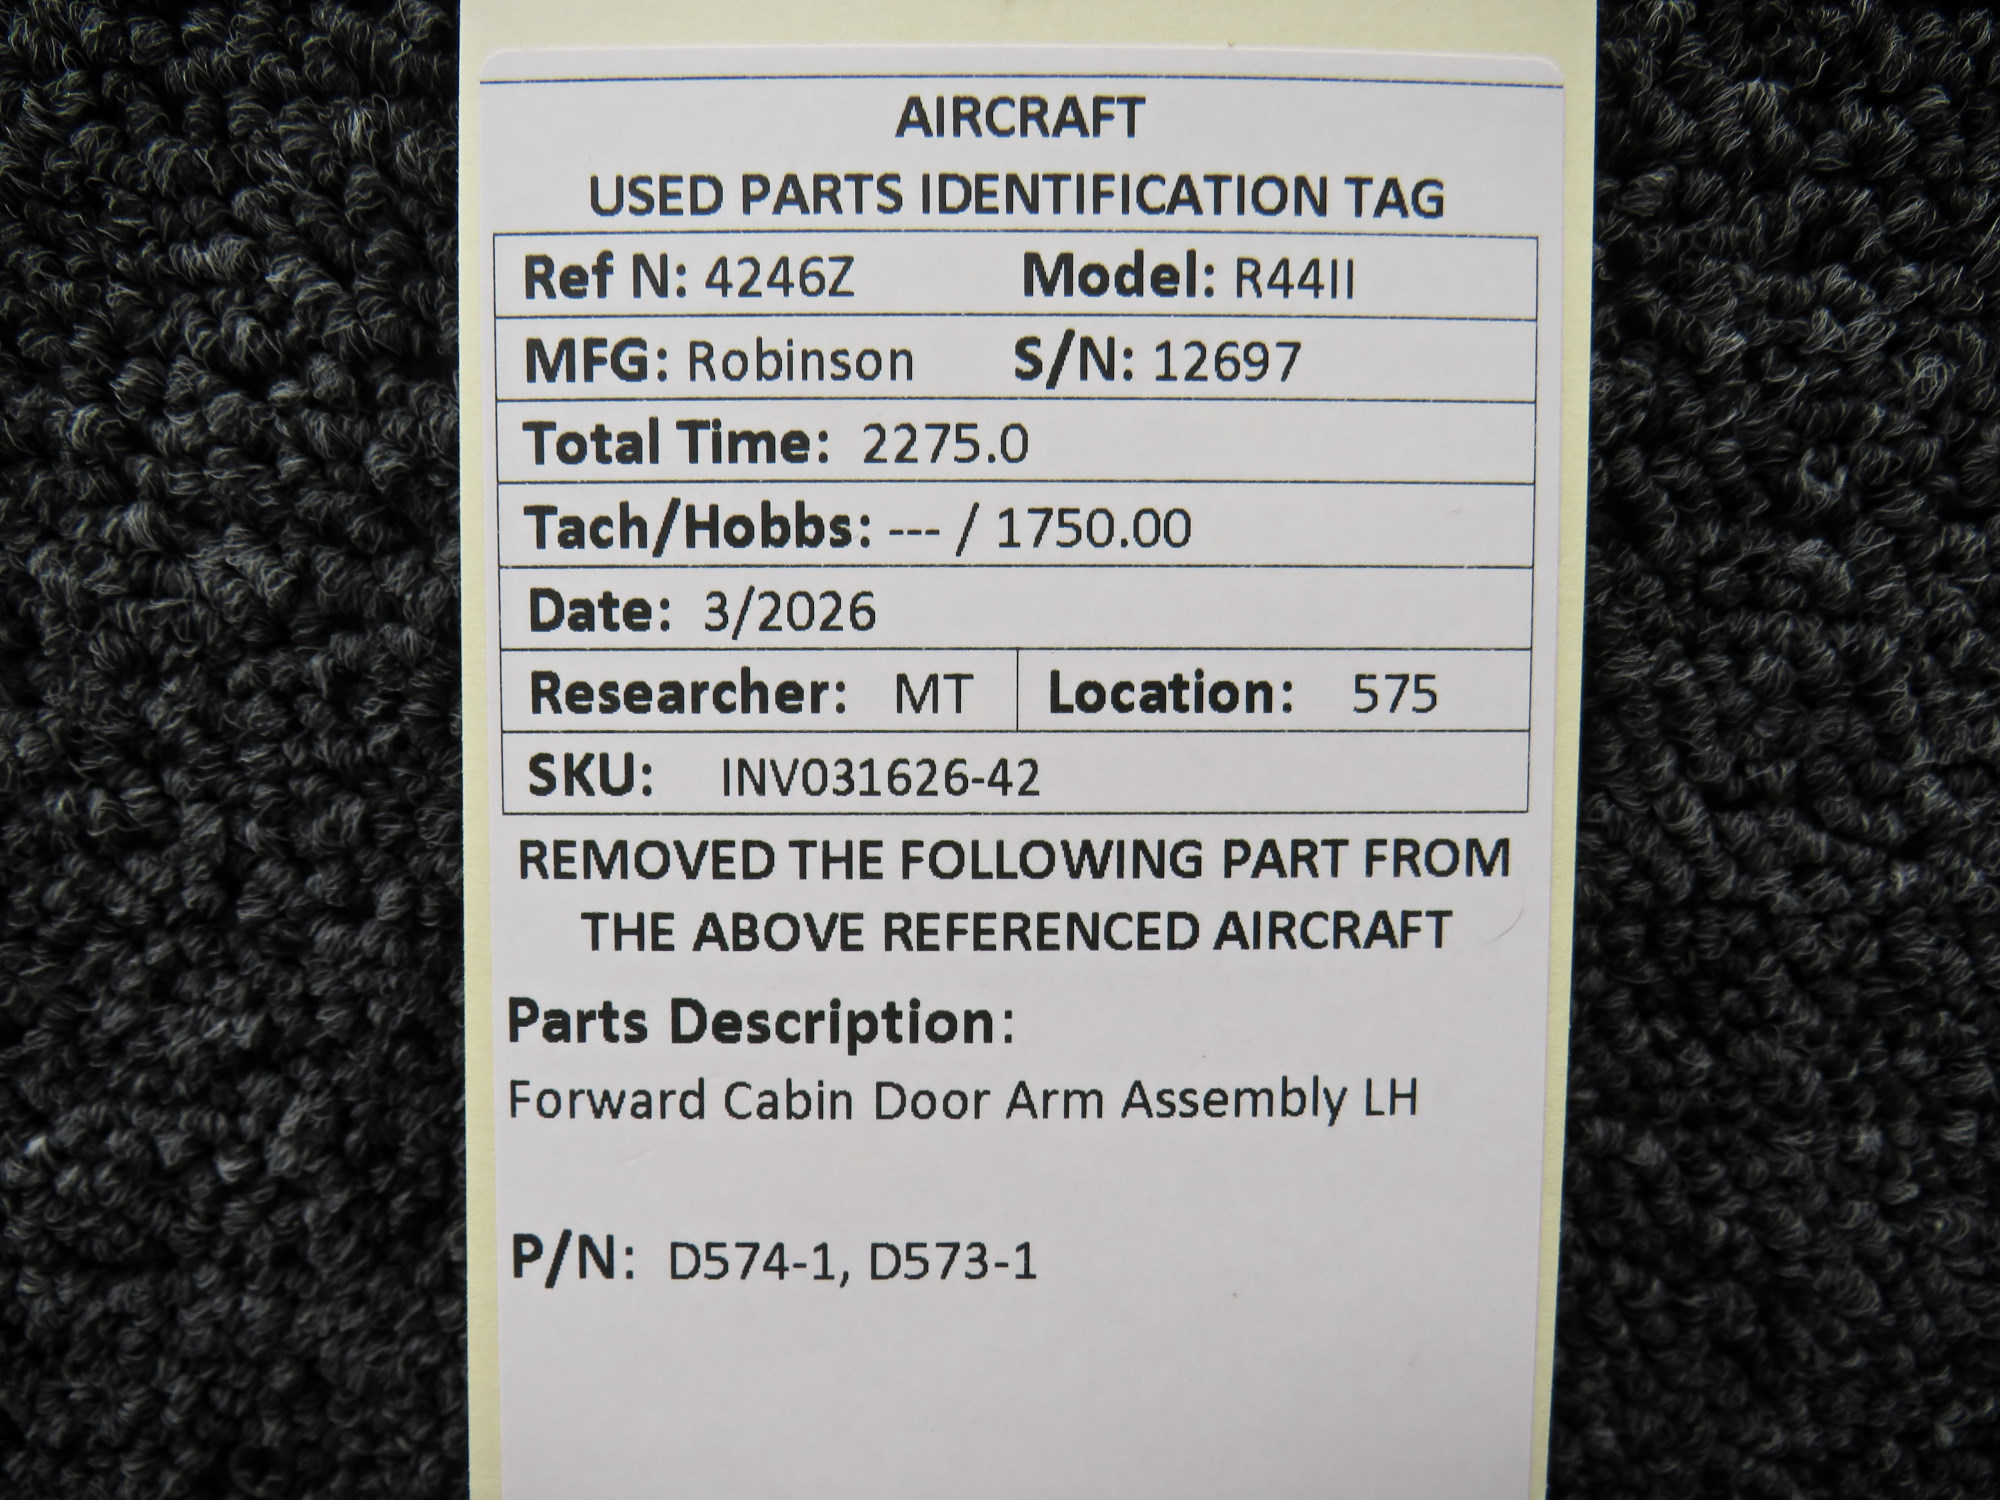 AIRCRAFT
USED PARTS IDENTIFICATION TAG
Ref N: 4246Z Model: R44II
MFG: Robinson S/N: 12697
Total Time: 2275.0
Tach/Hobbs: --- / 1750.00
Date: 3/2026
Researcher: MT Location: 575
SKU: INV031626-42
REMOVED THE FOLLOWING PART FROM
THE ABOVE REFERENCED AIRCRAFT
Parts Description:
Forward Cabin Door Arm Assembly LH
P/N: D574-1, D573-1